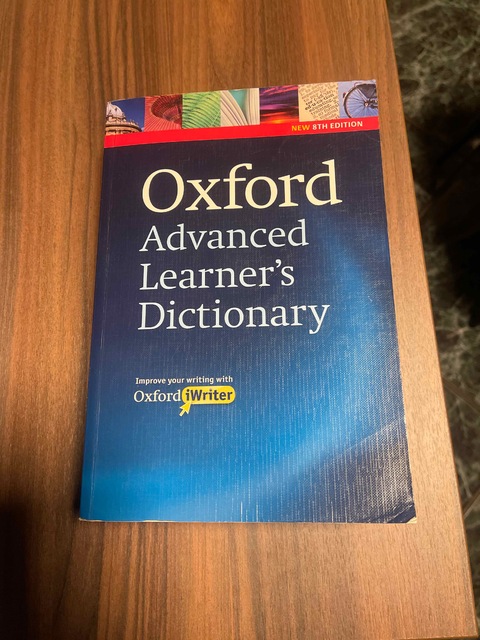 NEW 8TH EDITION
Oxford
Advanced
Learner's
Dictionary
Improve your writing with
Oxford iWriter